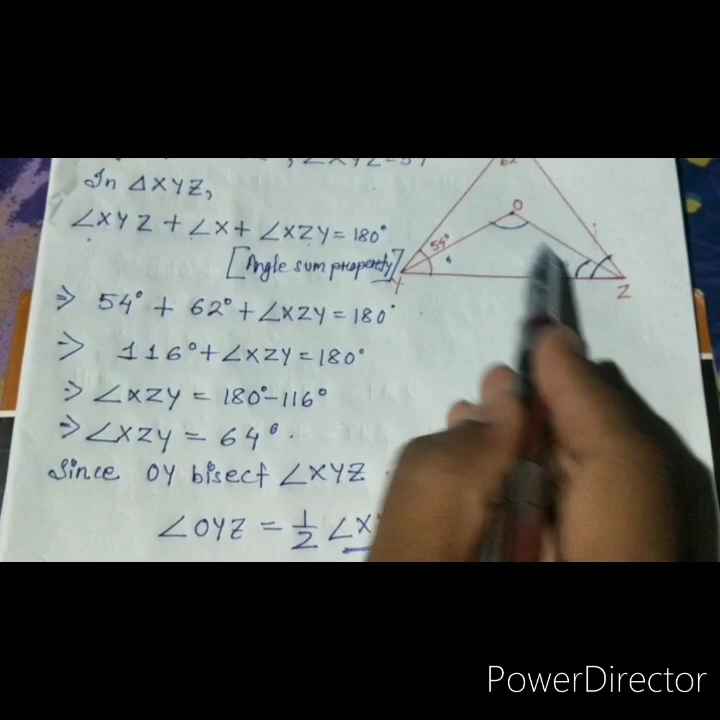 In ΔXYZ,
∠XYZ + ∠X + ∠XZY = 180°
[Angle sum property]
⇒ 54° + 62° + ∠XZY = 180°
⇒ 116° + ∠XZY = 180°
⇒ ∠XZY = 180° - 116°
⇒ ∠XZY = 64°.
Since OY bisect ∠XYZ
∠OYZ = 1/2 ∠X
62
O
54°
Y
Z
PowerDirector